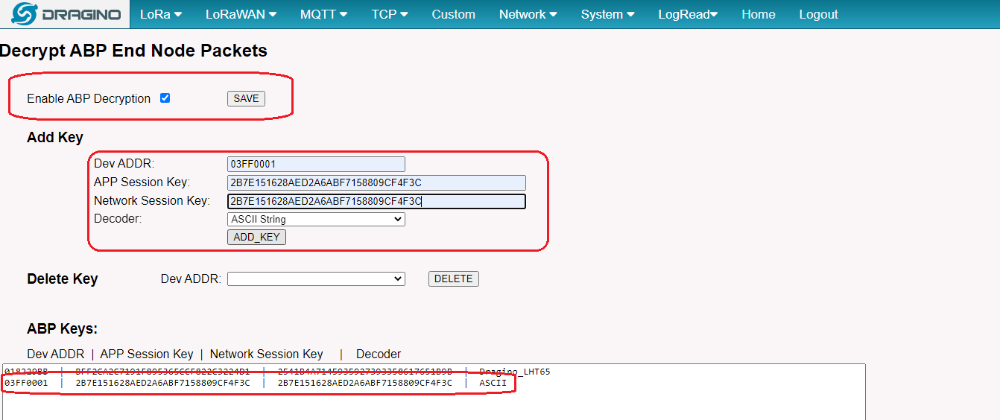 DRAGINO LoRa LoRaWAN MQTT TCP Custom Network System LogRead Home Logout
Decrypt ABP End Node Packets
Enable ABP Decryption SAVE
Add Key
Dev ADDR: 03FF0001
APP Session Key: 2B7E151628AED2A6ABF7158809CF4F3C
Network Session Key: 2B7E151628AED2A6ABF7158809CF4F3C
Decoder: ASCII String
ADD_KEY
Delete Key Dev ADDR: DELETE
ABP Keys:
Dev ADDR | APP Session Key | Network Session Key | Decoder
| | | Dragino_LHT65
03FF0001 | 2B7E151628AED2A6ABF7158809CF4F3C | 2B7E151628AED2A6ABF7158809CF4F3C | ASCII